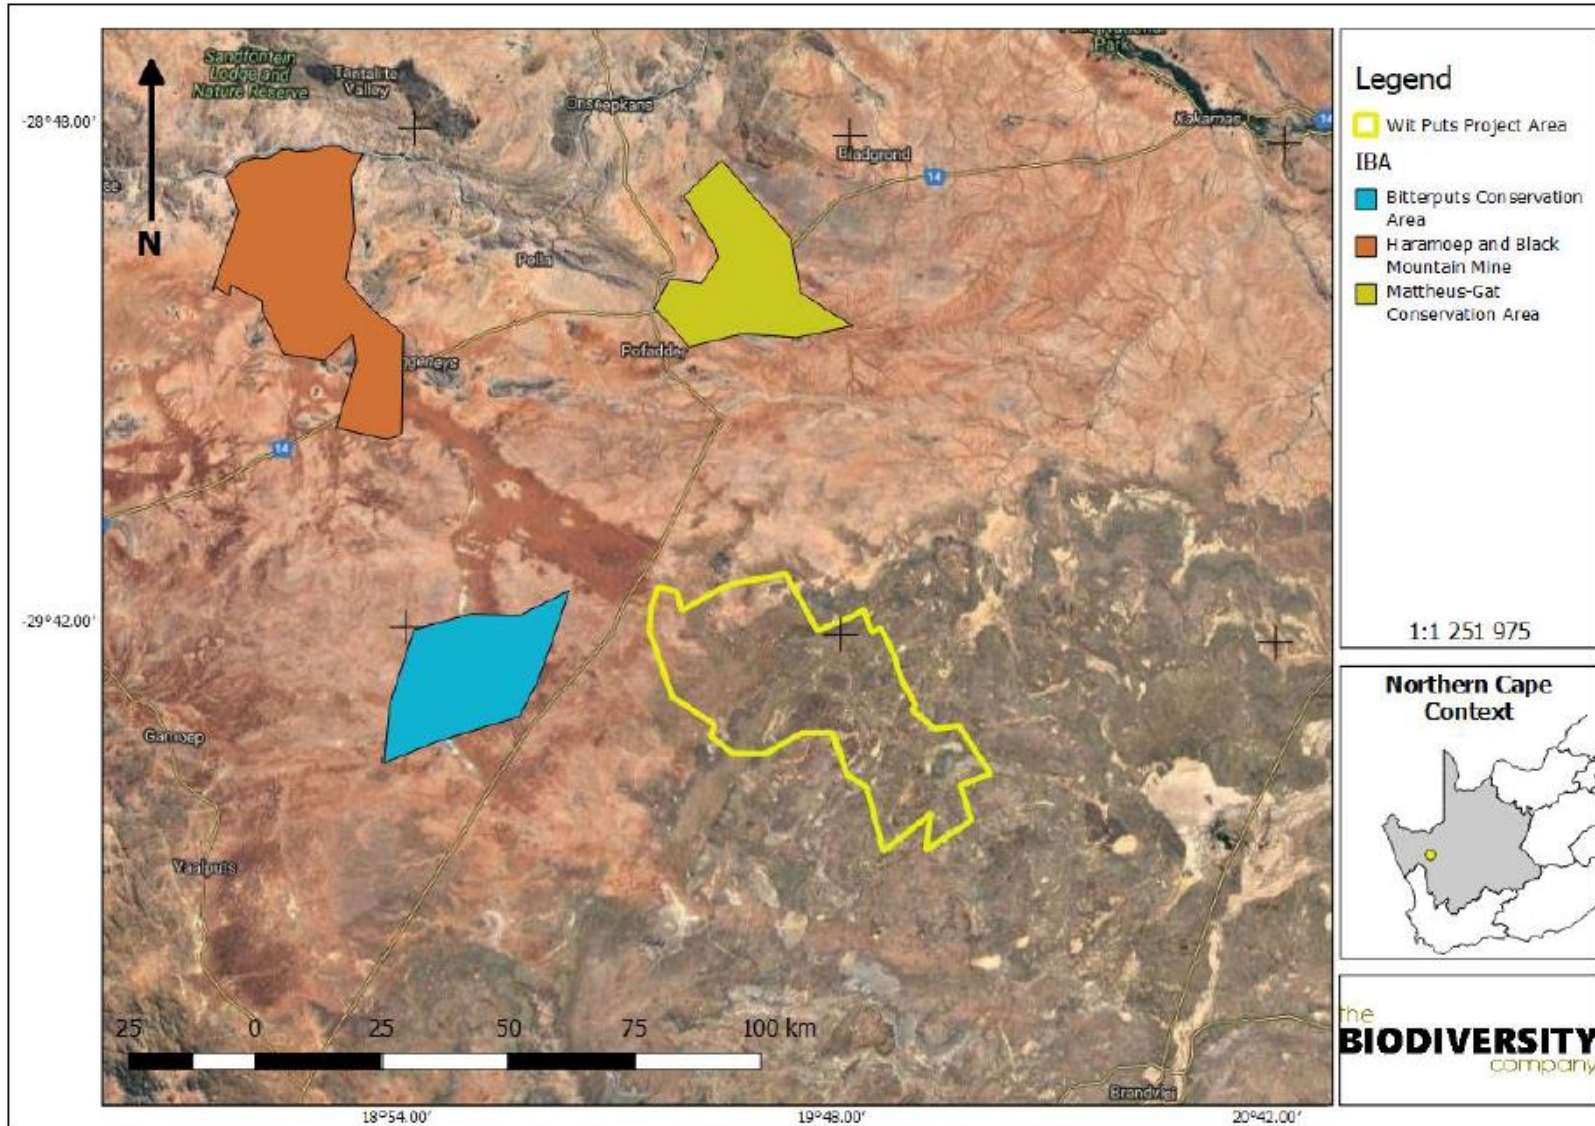 Sandfontein
Lodge and
Nature Reserve
Tantalite
Valley
Onseepkans
Park
Kakamas
14
-28°48.00'
Bladgrond
14
N
Pella
Pofadder
14
-29°42.00'
Gamoep
Vaalputs
25 0 25 50 75 100 km
Brandvlei
18°54.00' 19°48.00' 20°42.00'
Legend
Wit Puts Project Area
IBA
Bitterputs Conservation
Area
Haramoep and Black
Mountain Mine
Mattheus-Gat
Conservation Area
1:1 251 975
Northern Cape
Context
the
BIODIVERSITY
company